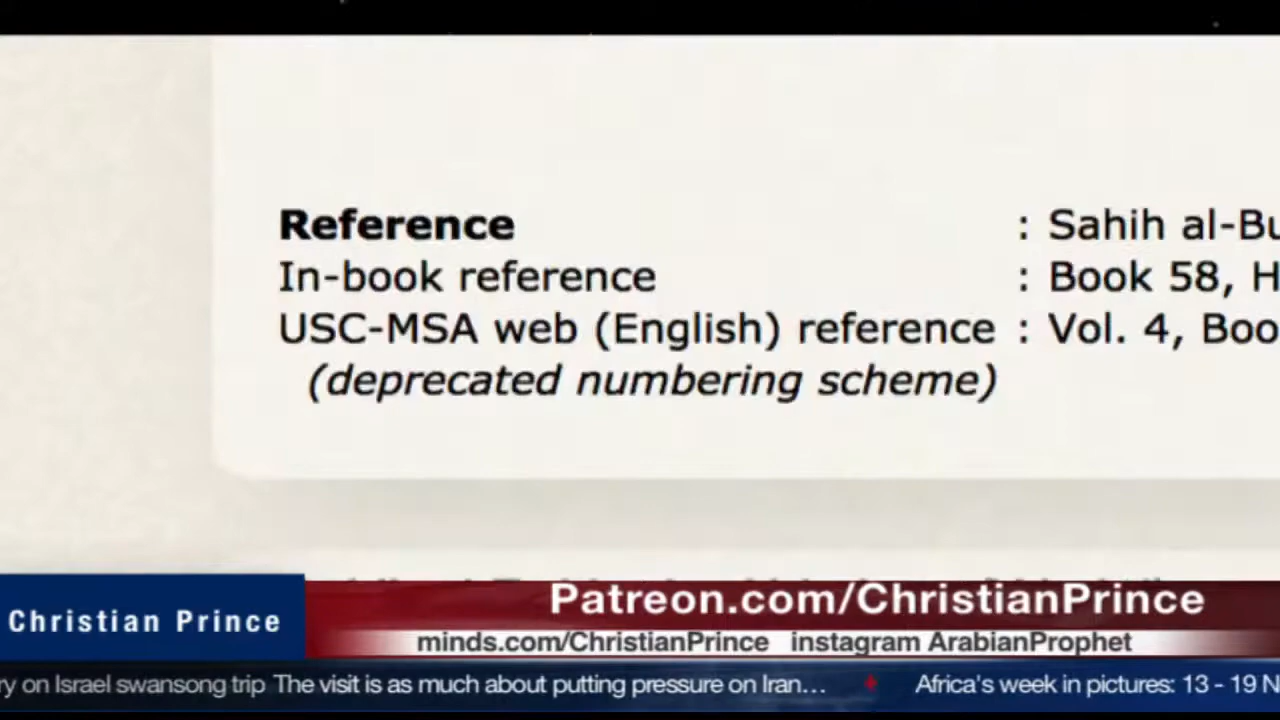 Reference : Sahih al-Bu
In-book reference : Book 58, H
USC-MSA web (English) reference : Vol. 4, Boo
(deprecated numbering scheme)
Patreon.com/ChristianPrince
Christian Prince
minds.com/ChristianPrince instagram ArabianProphet
ry on Israel swansong trip The visit is as much about putting pressure on Iran... Africa's week in pictures: 13 - 19 N